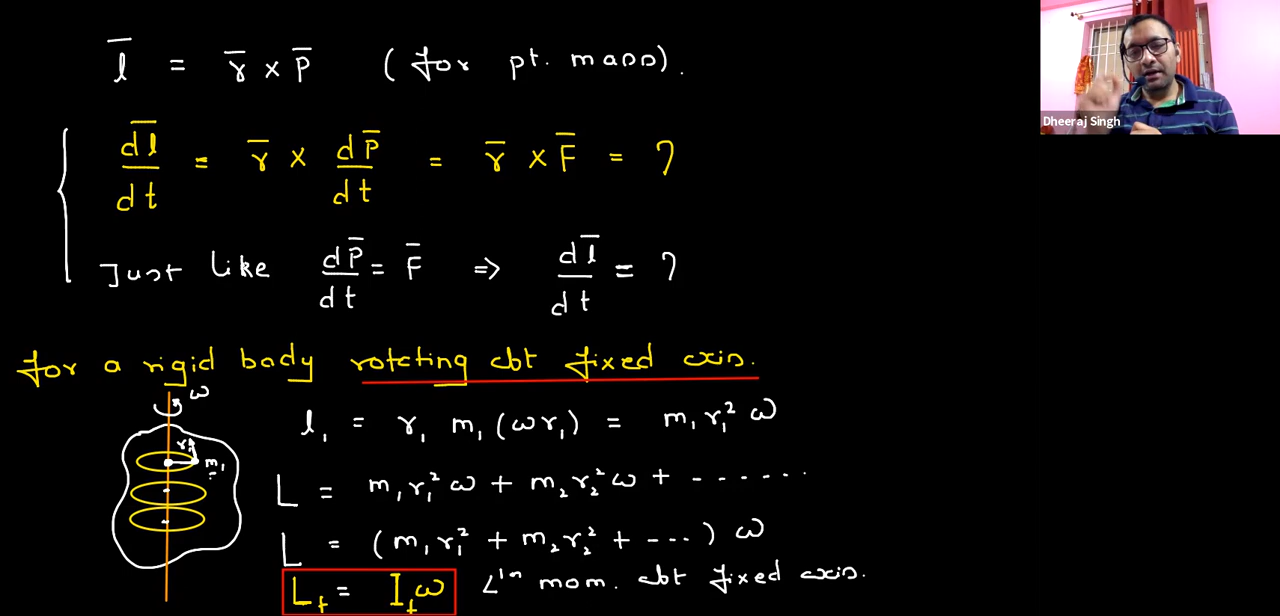 l̅ = r̅ × p̅ (for pt. mass).
Dheeraj Singh
dl̅/dt = r̅ × dp̅/dt = r̅ × F̅ = ?
Just like dp̅/dt = F̅ ⇒ dl̅/dt = ?
for a rigid body rotating abt fixed axis.
ω
r₁
m₁
l₁ = r₁ m₁ (ωr₁) = m₁r₁² ω
L = m₁r₁²ω + m₂r₂²ω + - - - - - -
L = (m₁r₁² + m₂r₂² + ---) ω
L_f = I_f ω ∠ᶦⁿ mom. abt fixed axis.